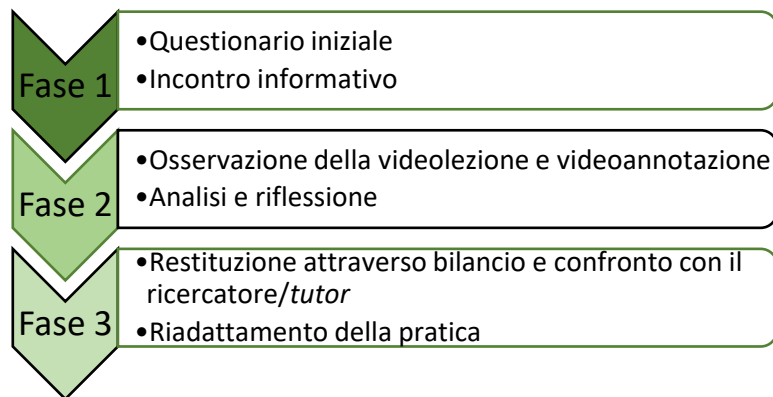 Fase 1
•Questionario iniziale
•Incontro informativo
Fase 2
•Osservazione della videolezione e videoannotazione
•Analisi e riflessione
Fase 3
•Restituzione attraverso bilancio e confronto con il
ricercatore/tutor
•Riadattamento della pratica